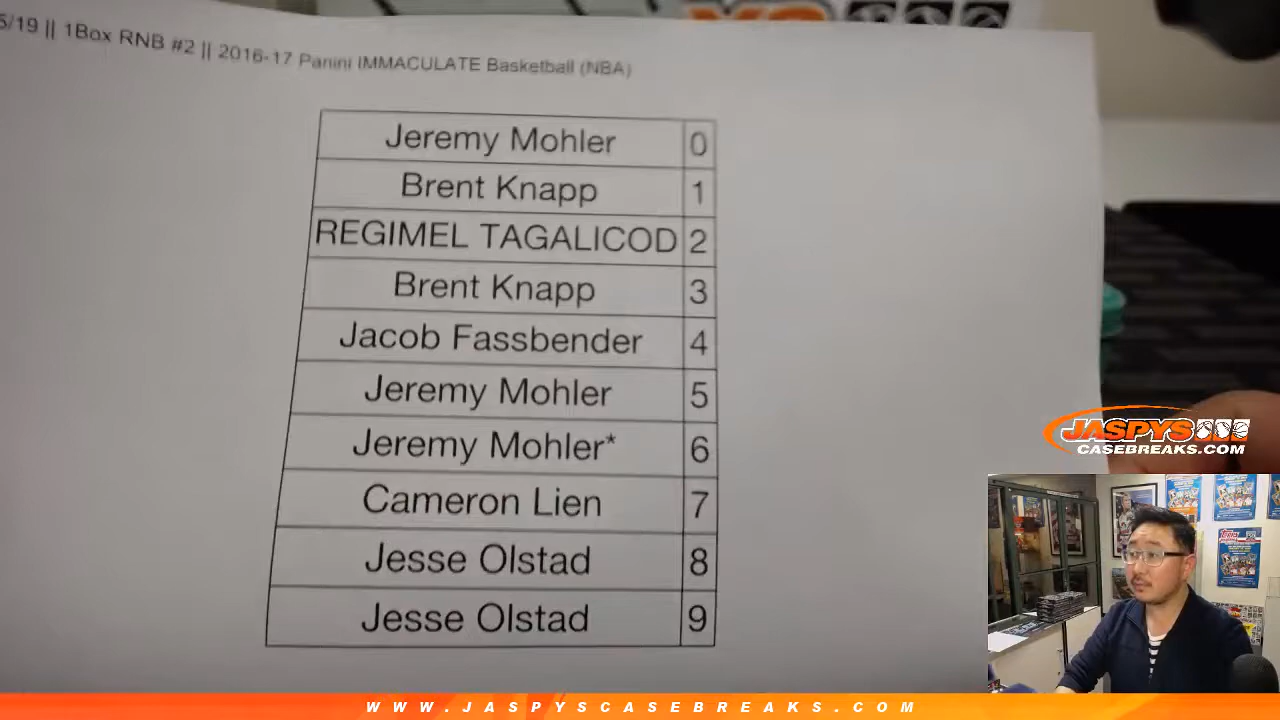 5/19 || 1Box RNB #2 || 2016-17 Panini IMMACULATE Basketball (NBA)
Jeremy Mohler 0
Brent Knapp 1
REGIMEL TAGALICOD 2
Brent Knapp 3
Jacob Fassbender 4
Jeremy Mohler 5
Jeremy Mohler* 6
Cameron Lien 7
Jesse Olstad 8
Jesse Olstad 9
JASPYS
CASEBREAKS.COM
topps
WWW.JASPYSCASEBREAKS.COM